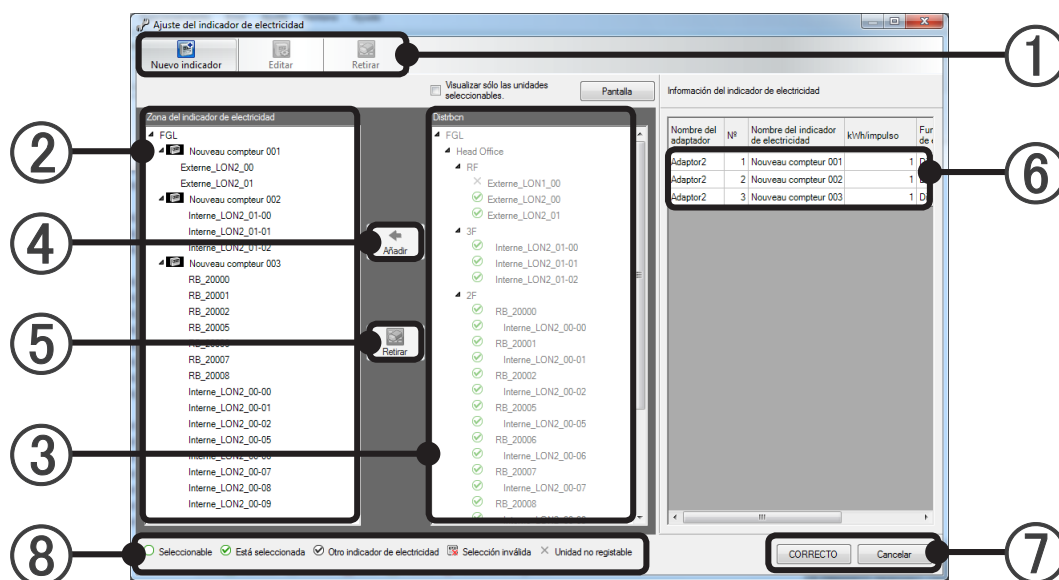 Ajuste del indicador de electricidad
Nuevo indicador
Editar
Retirar
1
Visualizar sólo las unidades
seleccionables.
Pantalla
Información del indicador de electricidad
Zona del indicador de electricidad
FGL
Nouveau compteur 001
Externe_LON2_00
Externe_LON2_01
Nouveau compteur 002
Interne_LON2_01-00
Interne_LON2_01-01
Interne_LON2_01-02
Nouveau compteur 003
RB_20000
RB_20001
RB_20002
RB_20005
RB_20007
RB_20008
Interne_LON2_00-00
Interne_LON2_00-01
Interne_LON2_00-02
Interne_LON2_00-05
Interne_LON2_00-07
Interne_LON2_00-08
Interne_LON2_00-09
2
4
Añadir
5
Retirar
Distrbcn
FGL
Head Office
RF
Externe_LON1_00
Externe_LON2_00
Externe_LON2_01
3F
Interne_LON2_01-00
Interne_LON2_01-01
Interne_LON2_01-02
2F
RB_20000
Interne_LON2_00-00
RB_20001
Interne_LON2_00-01
RB_20002
Interne_LON2_00-02
RB_20005
Interne_LON2_00-05
RB_20006
Interne_LON2_00-06
RB_20007
Interne_LON2_00-07
RB_20008
3
Nombre del adaptador Nº Nombre del indicador de electricidad kWh/impulso
Adaptor2 1 Nouveau compteur 001 1
Adaptor2 2 Nouveau compteur 002 1
Adaptor2 3 Nouveau compteur 003 1 D
6
8
Seleccionable Está seleccionada Otro indicador de electricidad Selección inválida Unidad no registable
CORRECTO Cancelar
7